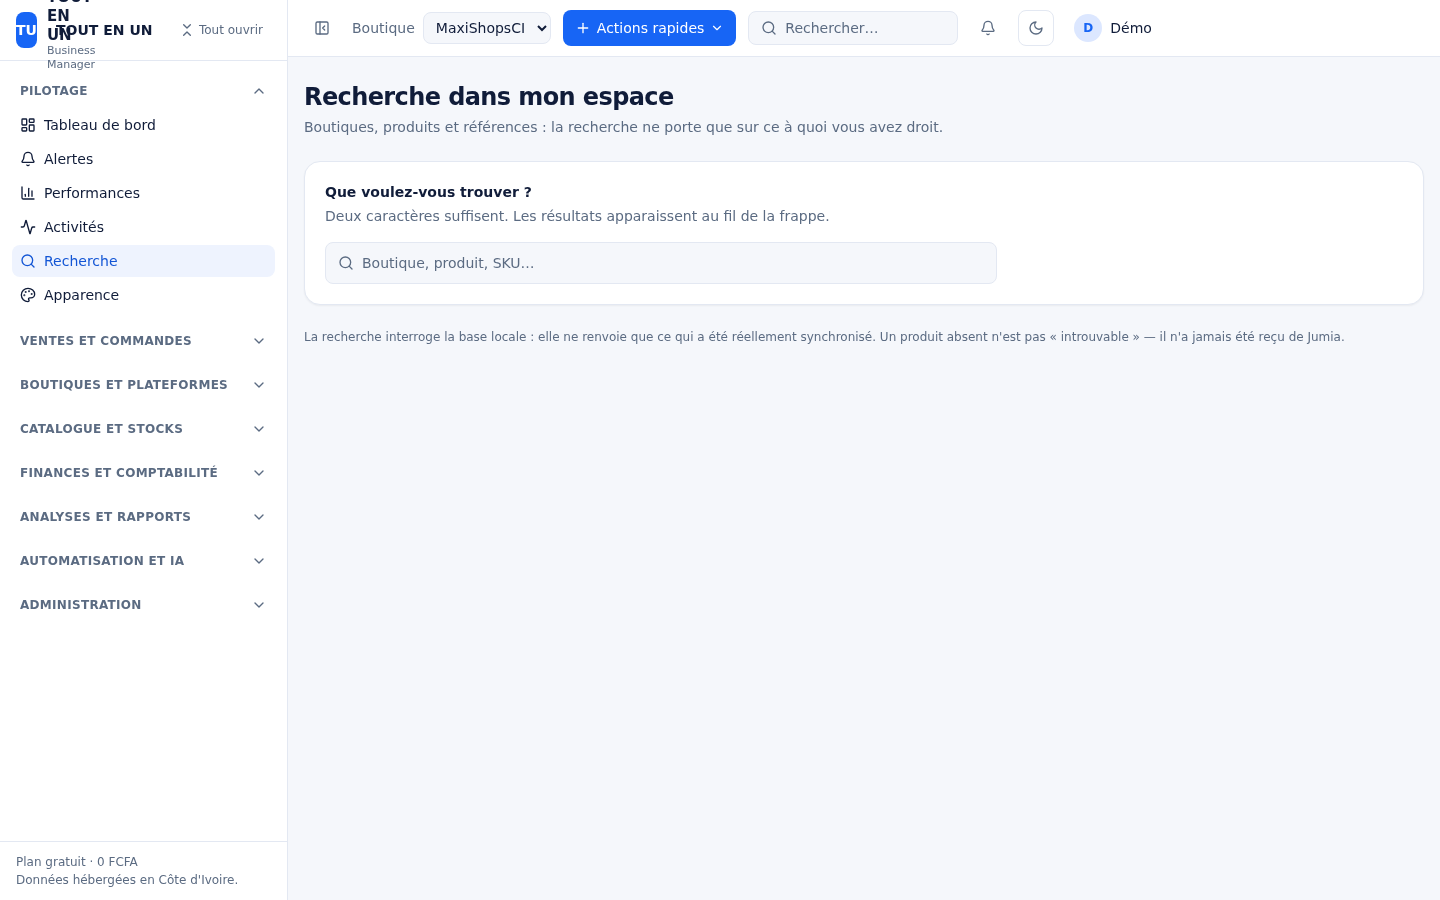 TU
TOUT
EN
UN
TOUT EN UN
Business
Manager
Tout ouvrir
Boutique
MaxiShopsCI
Actions rapides
Rechercher…
D
Démo
PILOTAGE
Tableau de bord
Alertes
Performances
Activités
Recherche
Apparence
VENTES ET COMMANDES
BOUTIQUES ET PLATEFORMES
CATALOGUE ET STOCKS
FINANCES ET COMPTABILITÉ
ANALYSES ET RAPPORTS
AUTOMATISATION ET IA
ADMINISTRATION
Plan gratuit · 0 FCFA
Données hébergées en Côte d'Ivoire.
Recherche dans mon espace
Boutiques, produits et références : la recherche ne porte que sur ce à quoi vous avez droit.
Que voulez-vous trouver ?
Deux caractères suffisent. Les résultats apparaissent au fil de la frappe.
Boutique, produit, SKU…
La recherche interroge la base locale : elle ne renvoie que ce qui a été réellement synchronisé. Un produit absent n'est pas « introuvable » — il n'a jamais été reçu de Jumia.